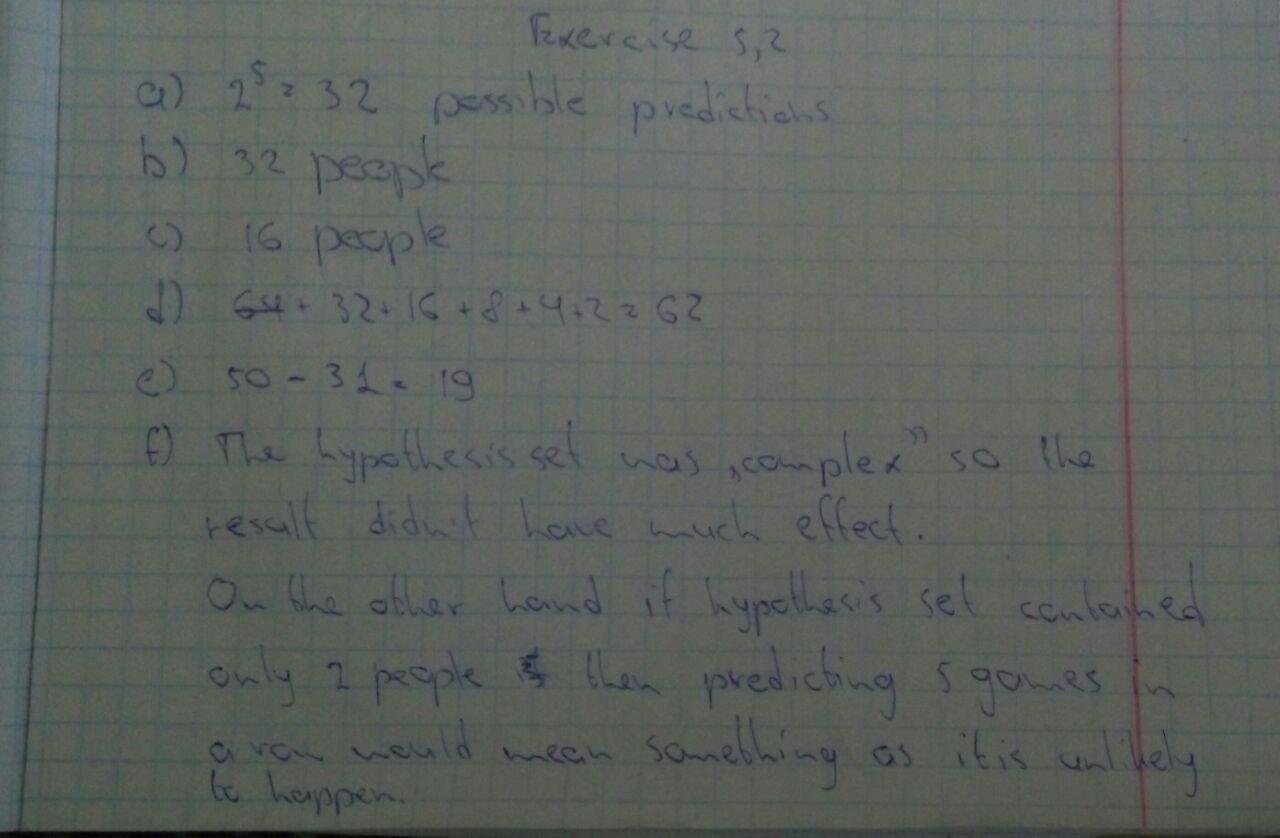 Exercise 5,2
a) 2⁵ = 32 possible predictions
b) 32 people
c) 16 people
d) 32+16+8+4+2=62
e) 50 - 31 = 19
f) The hypothesis set was „complex” so the
result didn't have much effect.
On the other hand if hypothesis set contained
only 2 people then predicting 5 games in
a row would mean something as it is unlikely
to happen.